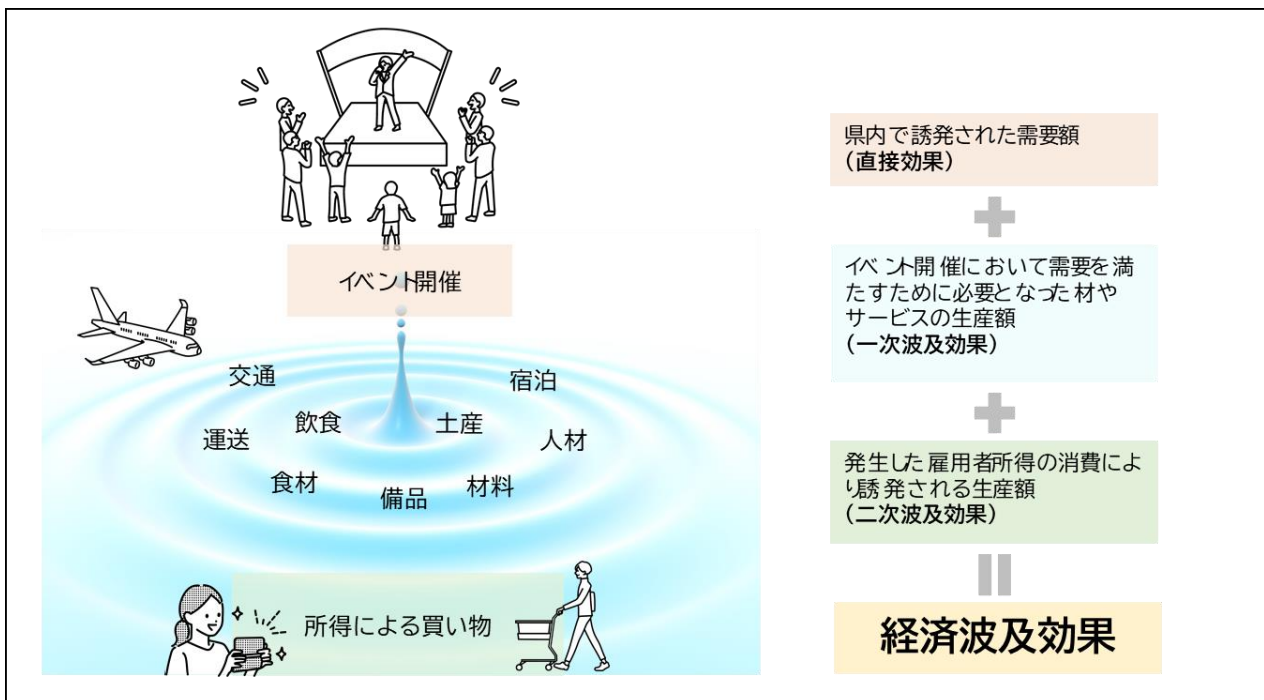 イベント開催
交通
宿泊
飲食
土産
運送
人材
食材
備品
材料
所得による買い物
県内で誘発された需要額
(直接効果)
イベント開催において需要を満
たすために必要となった材や
サービスの生産額
(一次波及効果)
発生した雇用者所得の消費によ
り誘発される生産額
(二次波及効果)
経済波及効果